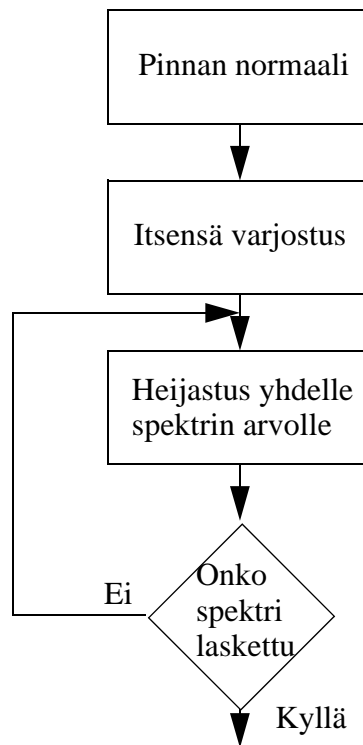 Pinnan normaali
Itsensä varjostus
Heijastus yhdelle
spektrin arvolle
Onko
spektri
laskettu
Ei
Kyllä